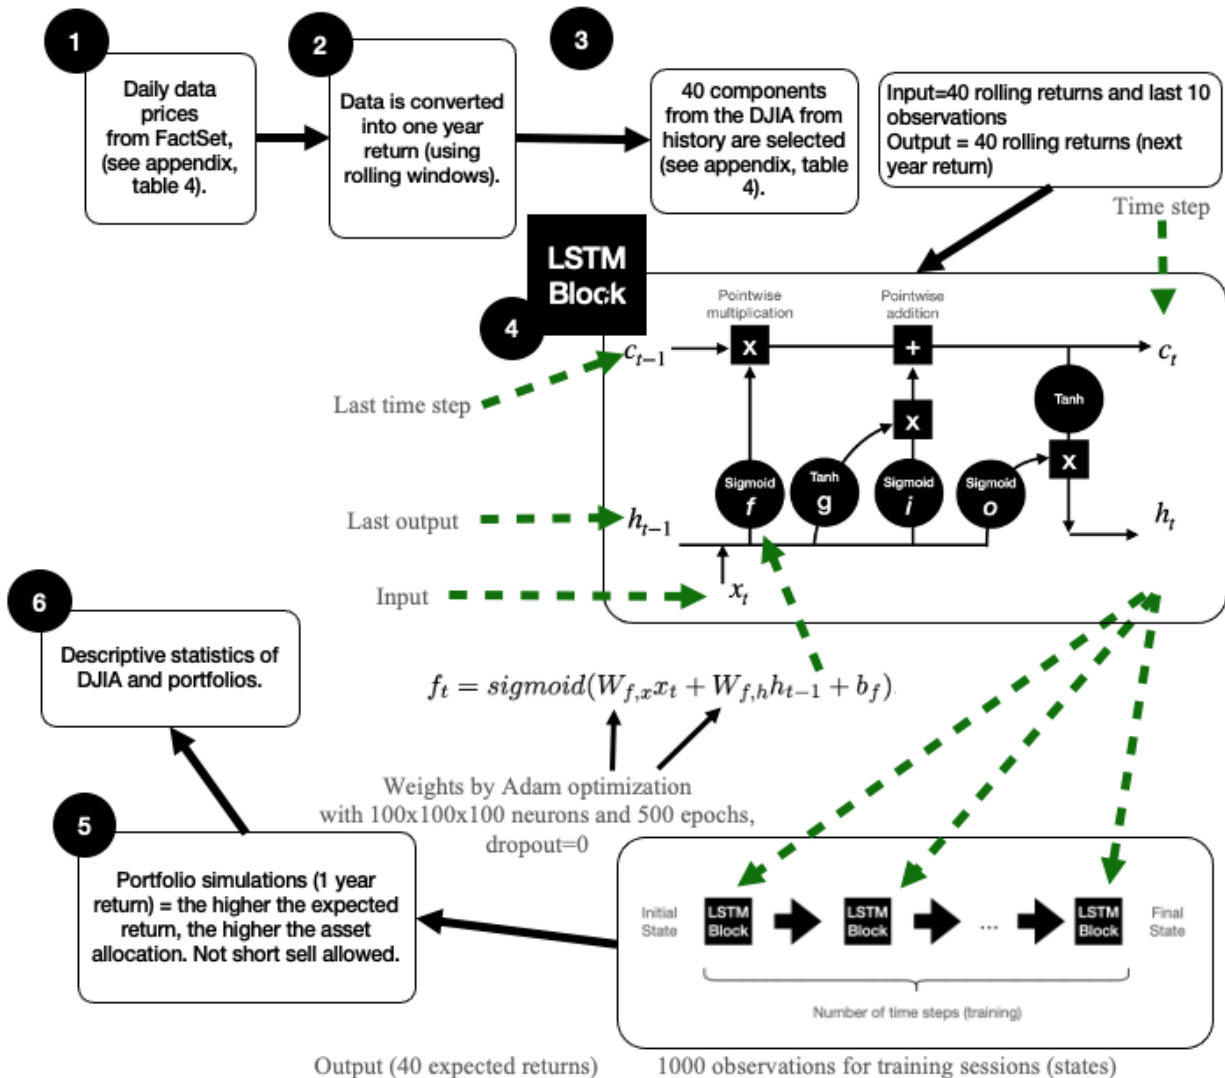 1
Daily data
prices
from FactSet,
(see appendix,
table 4).
2
Data is converted
into one year
return (using
rolling windows).
3
40 components
from the DJIA from
history are selected
(see appendix, table
4).
Input=40 rolling returns and last 10
observations
Output = 40 rolling returns (next
year return)
Time step
LSTM
Block
4
Pointwise
multiplication
Pointwise
addition
c_{t-1}
x
+
c_t
Last time step
Tanh
x
x
Sigmoid
f
Tanh
g
Sigmoid
i
Sigmoid
o
Last output
h_{t-1}
h_t
Input
x_t
6
Descriptive statistics of
DJIA and portfolios.
f_t = sigmoid(W_{f,x}x_t + W_{f,h}h_{t-1} + b_f)
Weights by Adam optimization
with 100x100x100 neurons and 500 epochs,
dropout=0
5
Portfolio simulations (1 year
return) = the higher the expected
return, the higher the asset
allocation. Not short sell allowed.
Initial
State
LSTM
Block
LSTM
Block
...
LSTM
Block
Final
State
Number of time steps (training)
Output (40 expected returns)
1000 observations for training sessions (states)